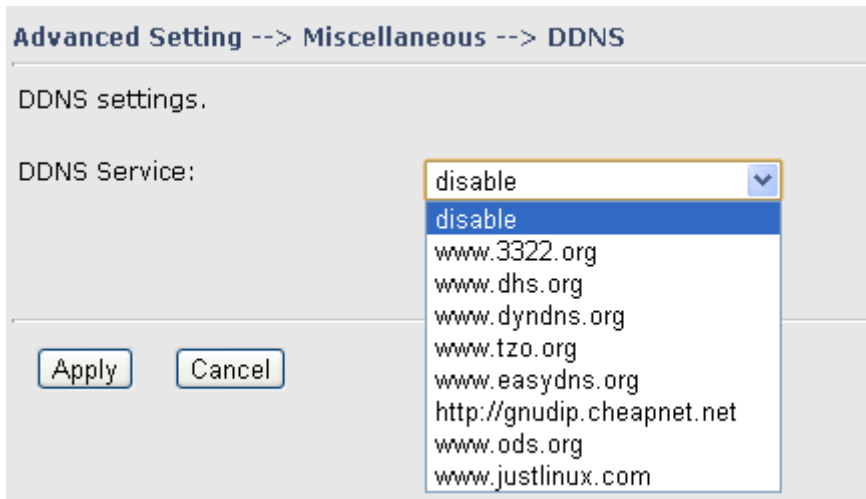 Advanced Setting --> Miscellaneous --> DDNS
DDNS settings.
DDNS Service:
disable
disable
www.3322.org
www.dhs.org
www.dyndns.org
www.tzo.org
www.easydns.org
http://gnudip.cheapnet.net
www.ods.org
www.justlinux.com
Apply
Cancel